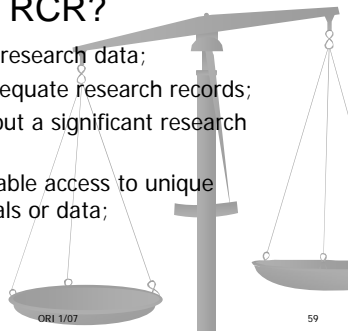 RCR?
research data;
equate research records;
out a significant research
able access to unique
als or data;
ORI 1/07
59